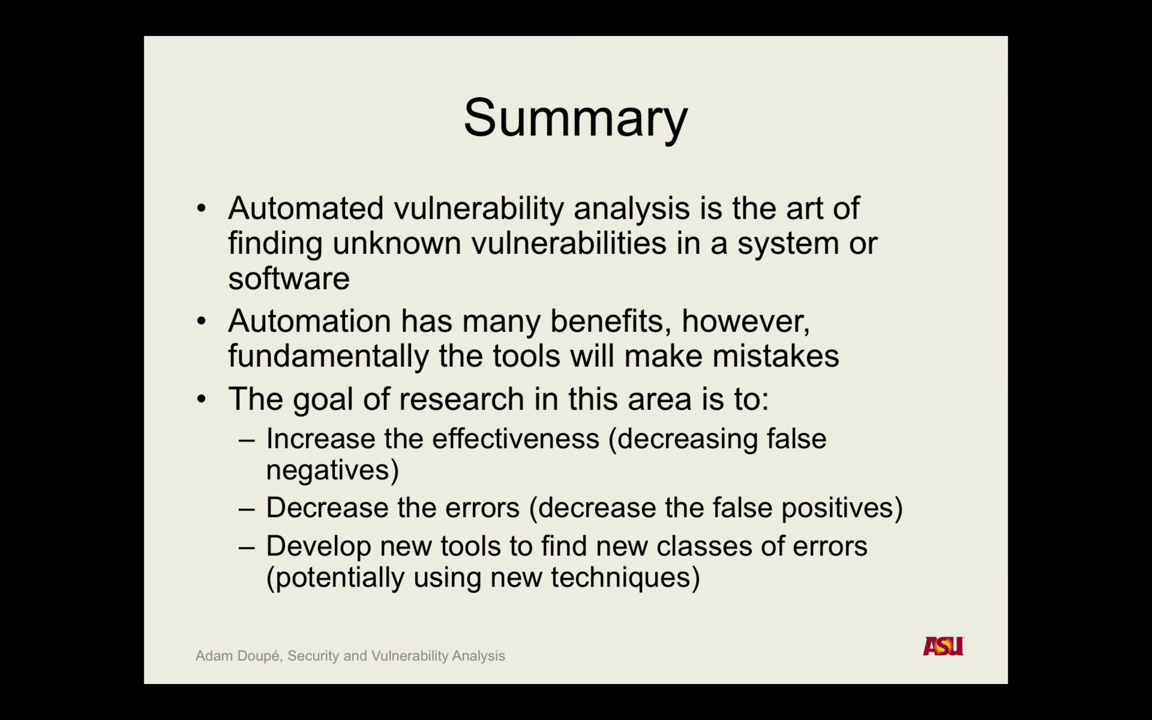 Summary
• Automated vulnerability analysis is the art of
finding unknown vulnerabilities in a system or
software
• Automation has many benefits, however,
fundamentally the tools will make mistakes
• The goal of research in this area is to:
– Increase the effectiveness (decreasing false
negatives)
– Decrease the errors (decrease the false positives)
– Develop new tools to find new classes of errors
(potentially using new techniques)
Adam Doupé, Security and Vulnerability Analysis
ASU